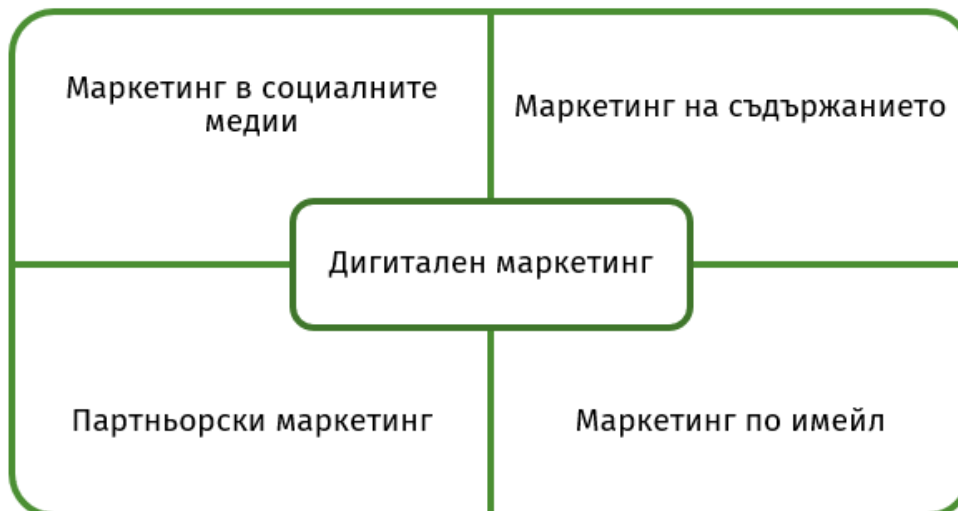 Маркетинг в социалните
медии
Маркетинг на съдържанието
Дигитален маркетинг
Партньорски маркетинг
Маркетинг по имейл